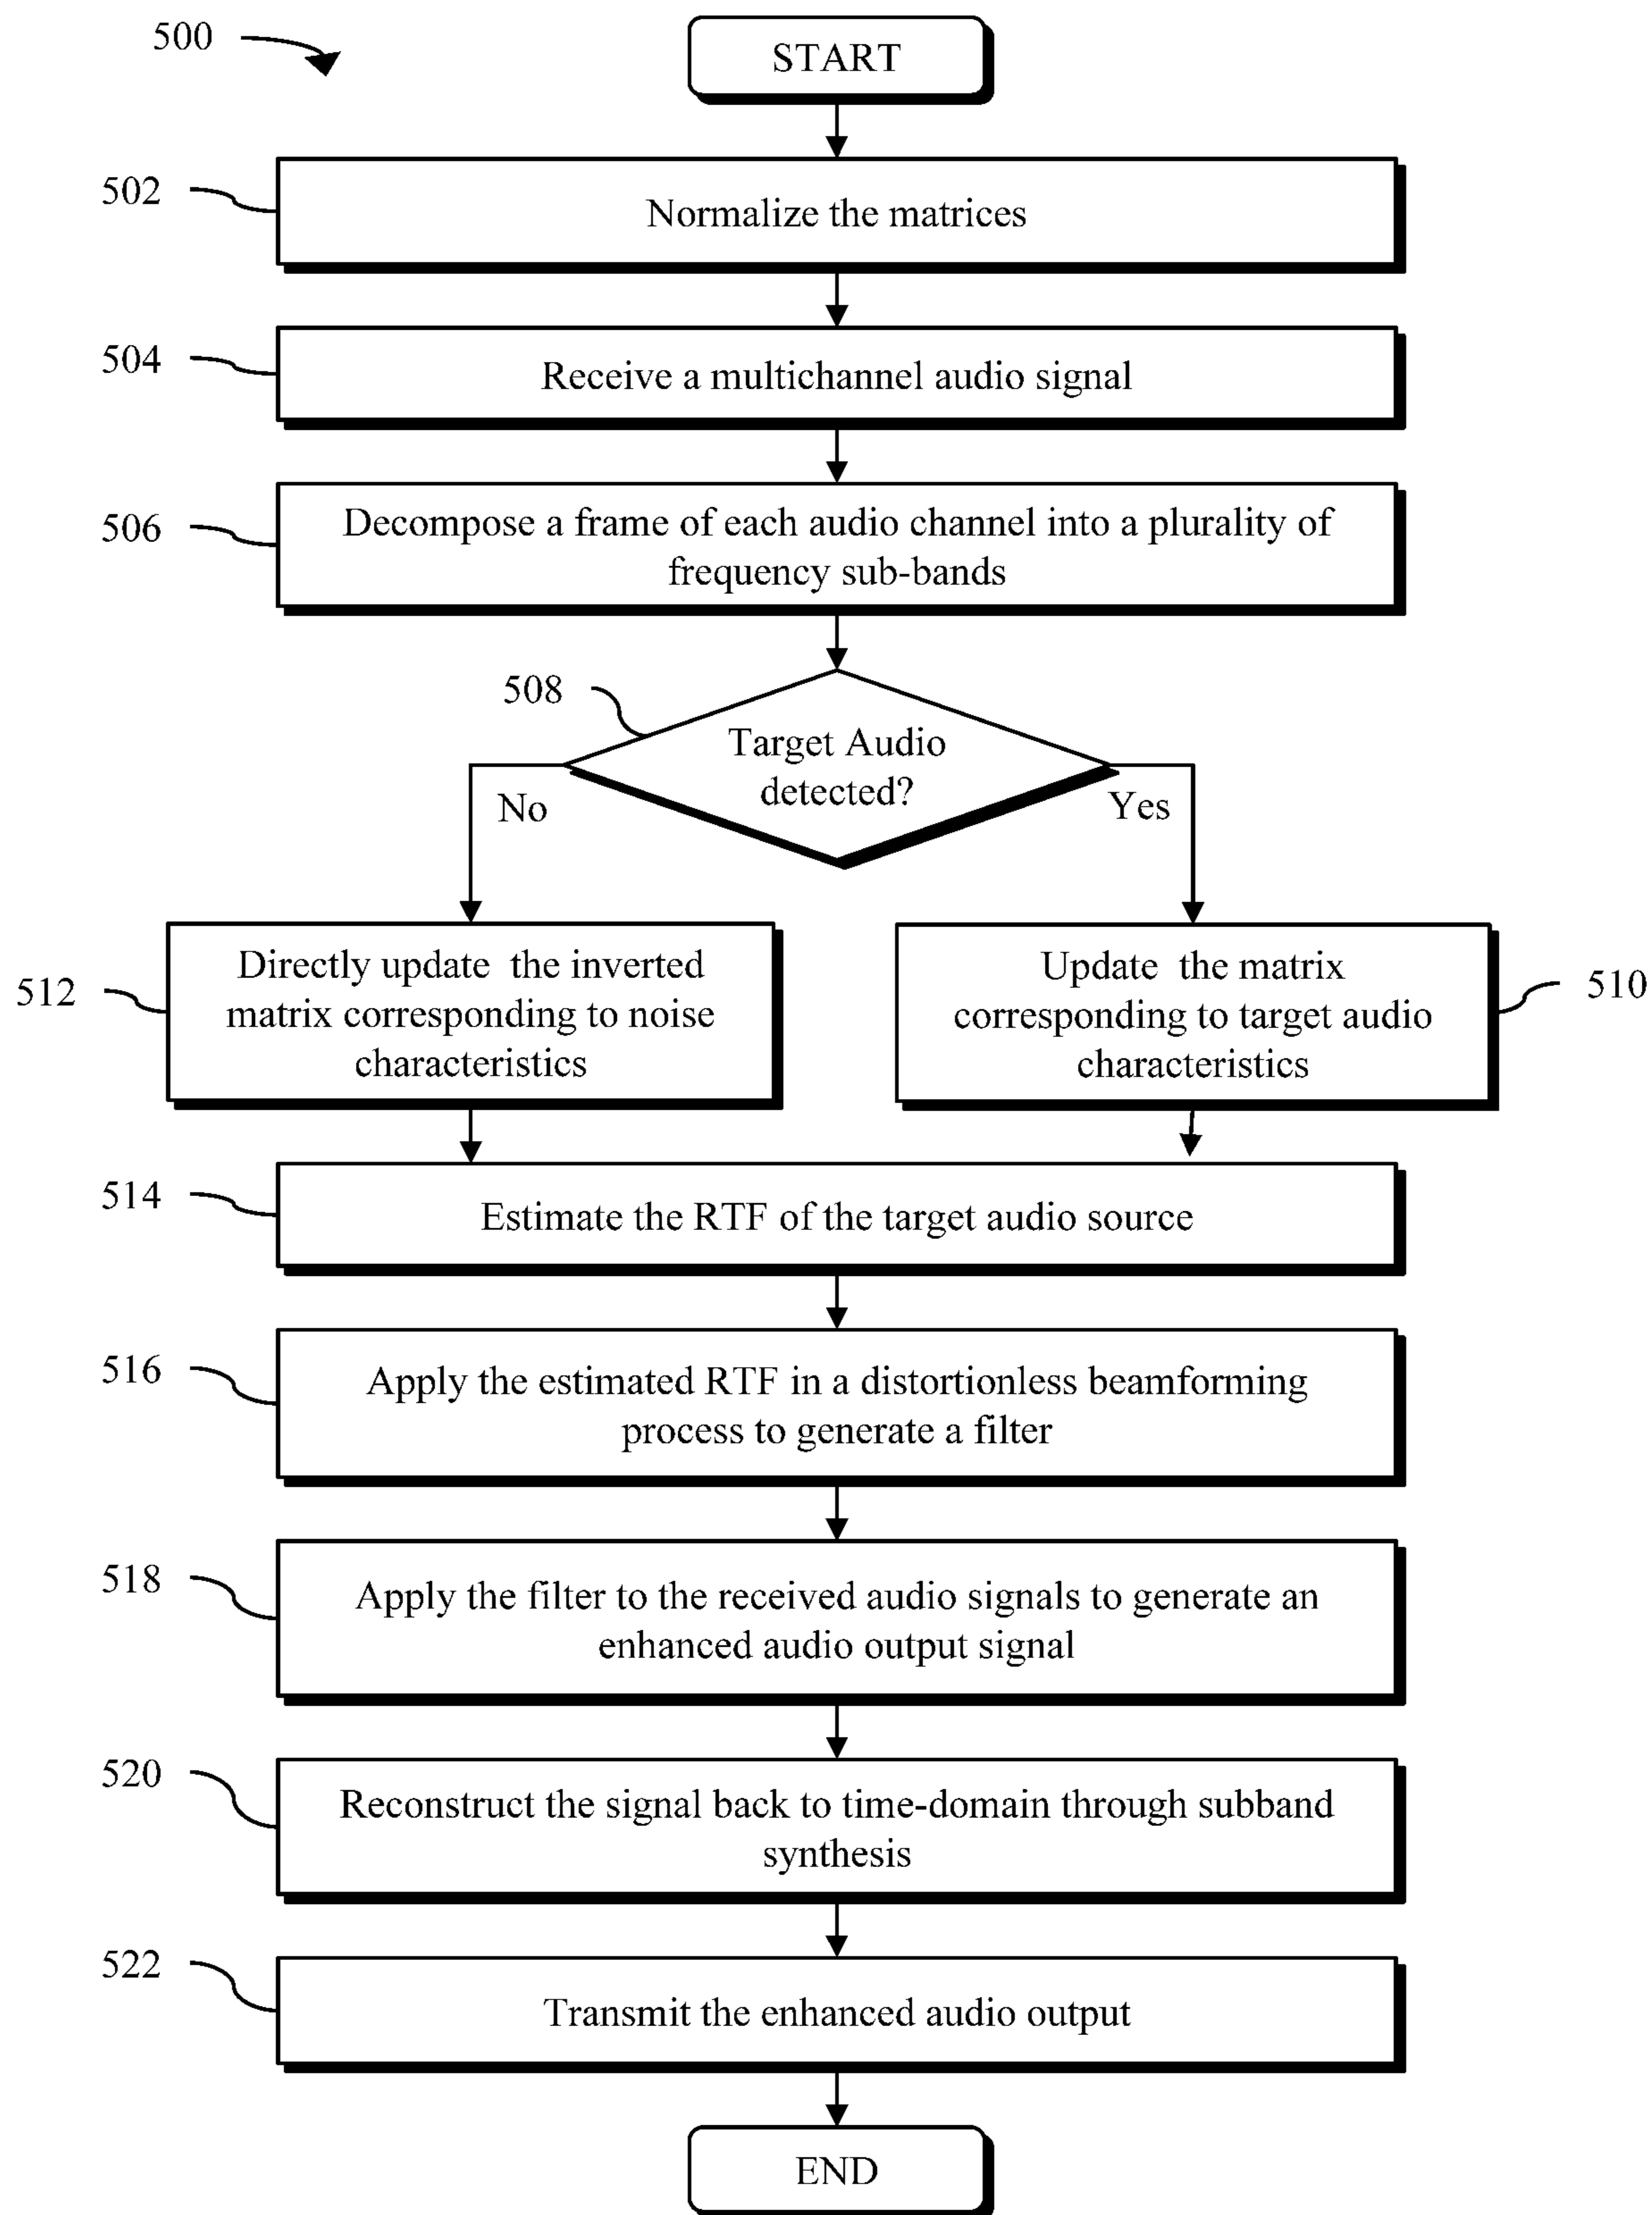 500
START
502
Normalize the matrices
504
Receive a multichannel audio signal
506
Decompose a frame of each audio channel into a plurality of
frequency sub-bands
508
Target Audio
detected?
No
Yes
512
Directly update the inverted
matrix corresponding to noise
characteristics
Update the matrix
corresponding to target audio
characteristics
510
514
Estimate the RTF of the target audio source
516
Apply the estimated RTF in a distortionless beamforming
process to generate a filter
518
Apply the filter to the received audio signals to generate an
enhanced audio output signal
520
Reconstruct the signal back to time-domain through subband
synthesis
522
Transmit the enhanced audio output
END